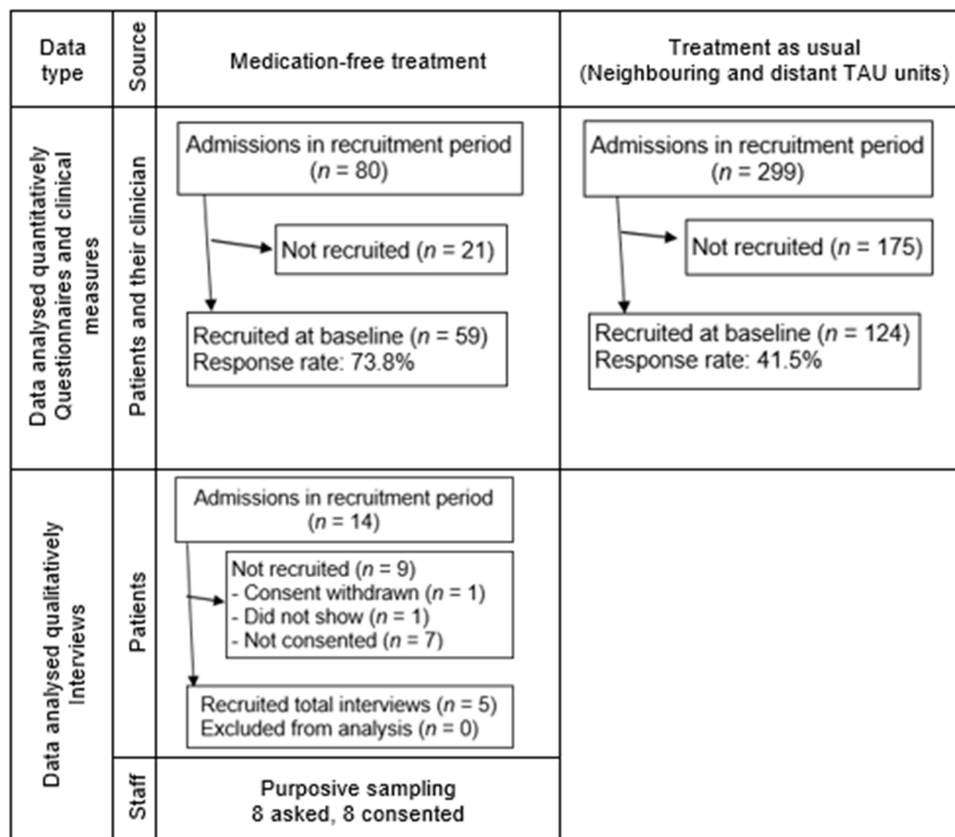 Data
type
Source
Medication-free treatment
Treatment as usual
(Neighbouring and distant TAU units)
Data analysed quantitatively
Questionnaires and clinical
measures
Patients and their clinician
Admissions in recruitment period
(n = 80)
Not recruited (n = 21)
Recruited at baseline (n = 59)
Response rate: 73.8%
Admissions in recruitment period
(n = 299)
Not recruited (n = 175)
Recruited at baseline (n = 124)
Response rate: 41.5%
Data analysed qualitatively
Interviews
Patients
Admissions in recruitment period
(n = 14)
Not recruited (n = 9)
- Consent withdrawn (n = 1)
- Did not show (n = 1)
- Not consented (n = 7)
Recruited total interviews (n = 5)
Excluded from analysis (n = 0)
Staff
Purposive sampling
8 asked, 8 consented